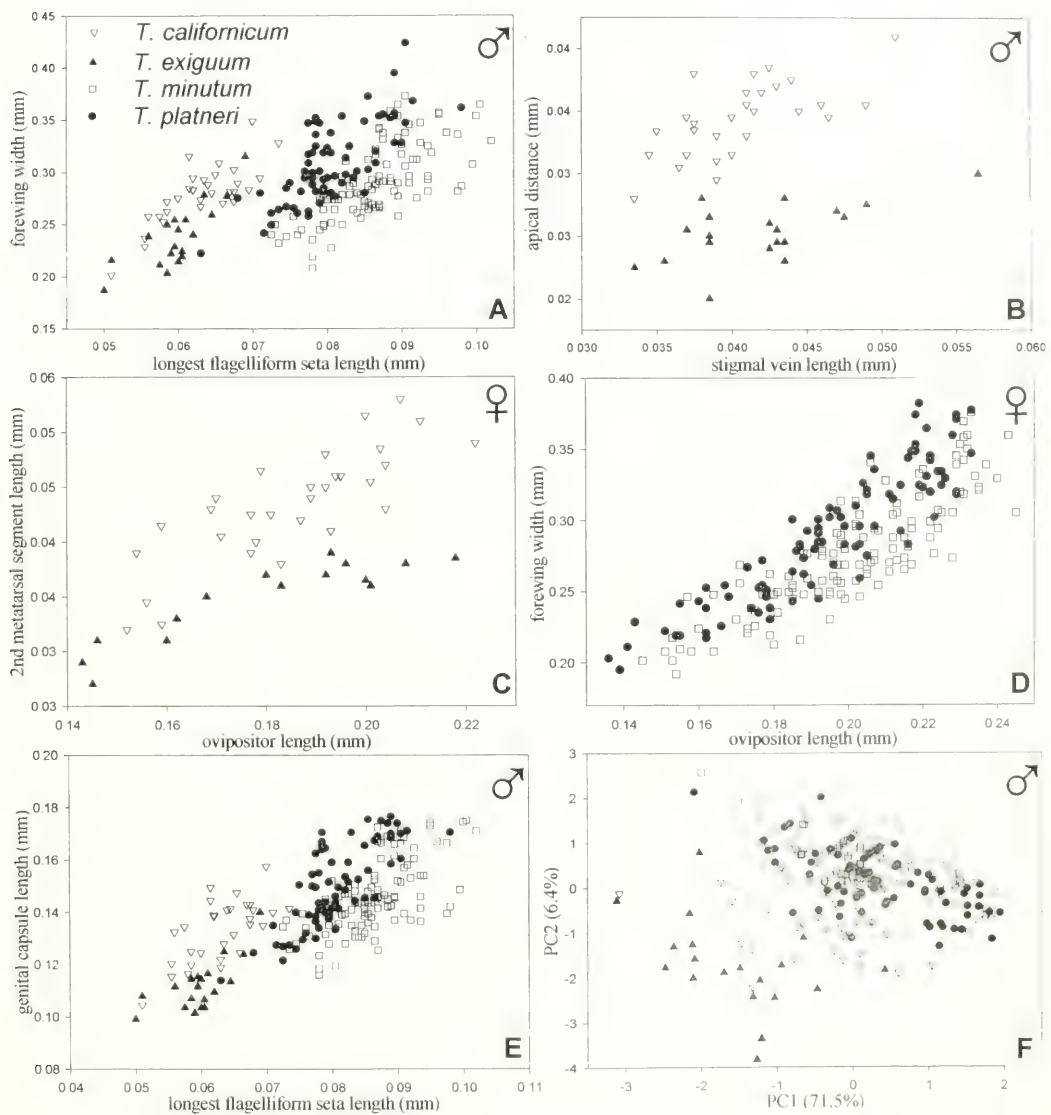 T. californicum
T. exiguum
T. minutum
T. platneri
♂
0.45
0.40
0.35
0.30
0.25
0.20
0.15
forewing width (mm)
A
0.05 0.06 0.07 0.08 0.09 0.10
longest flagelliform seta length (mm)
♂
0.04
0.04
0.03
0.03
0.02
apical distance (mm)
B
0.030 0.035 0.040 0.045 0.050 0.055 0.060
stigmal vein length (mm)
♀
0.06
0.05
0.05
0.04
0.04
0.03
0.03
2nd metatarsal segment length (mm)
C
0.14 0.16 0.18 0.20 0.22
ovipositor length (mm)
♀
0.40
0.35
0.30
0.25
0.20
forewing width (mm)
D
0.14 0.16 0.18 0.20 0.22 0.24
ovipositor length (mm)
♂
0.20
0.18
0.16
0.14
0.12
0.10
0.08
genital capsule length (mm)
E
0.04 0.05 0.06 0.07 0.08 0.09 0.10 0.11
longest flagelliform seta length (mm)
♂
3
2
1
0
-1
-2
-3
-4
PC2 (6.4%)
F
-3 -2 -1 0 1 2
PC1 (71.5%)